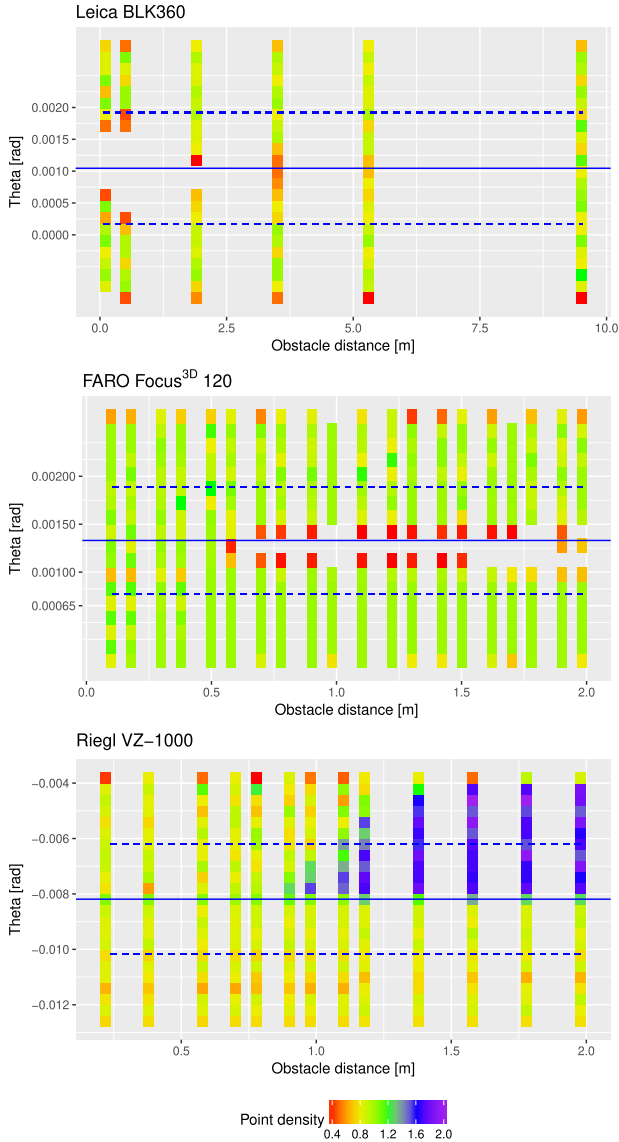 Leica BLK360
Theta [rad]
0.0020
0.0015
0.0010
0.0005
0.0000
0.0 2.5 5.0 7.5 10.0
Obstacle distance [m]
FARO Focus3D 120
Theta [rad]
0.00200
0.00150
0.00100
0.00065
0.0 0.5 1.0 1.5 2.0
Obstacle distance [m]
Riegl VZ−1000
Theta [rad]
−0.004
−0.006
−0.008
−0.010
−0.012
0.5 1.0 1.5 2.0
Obstacle distance [m]
Point density
0.4 0.8 1.2 1.6 2.0